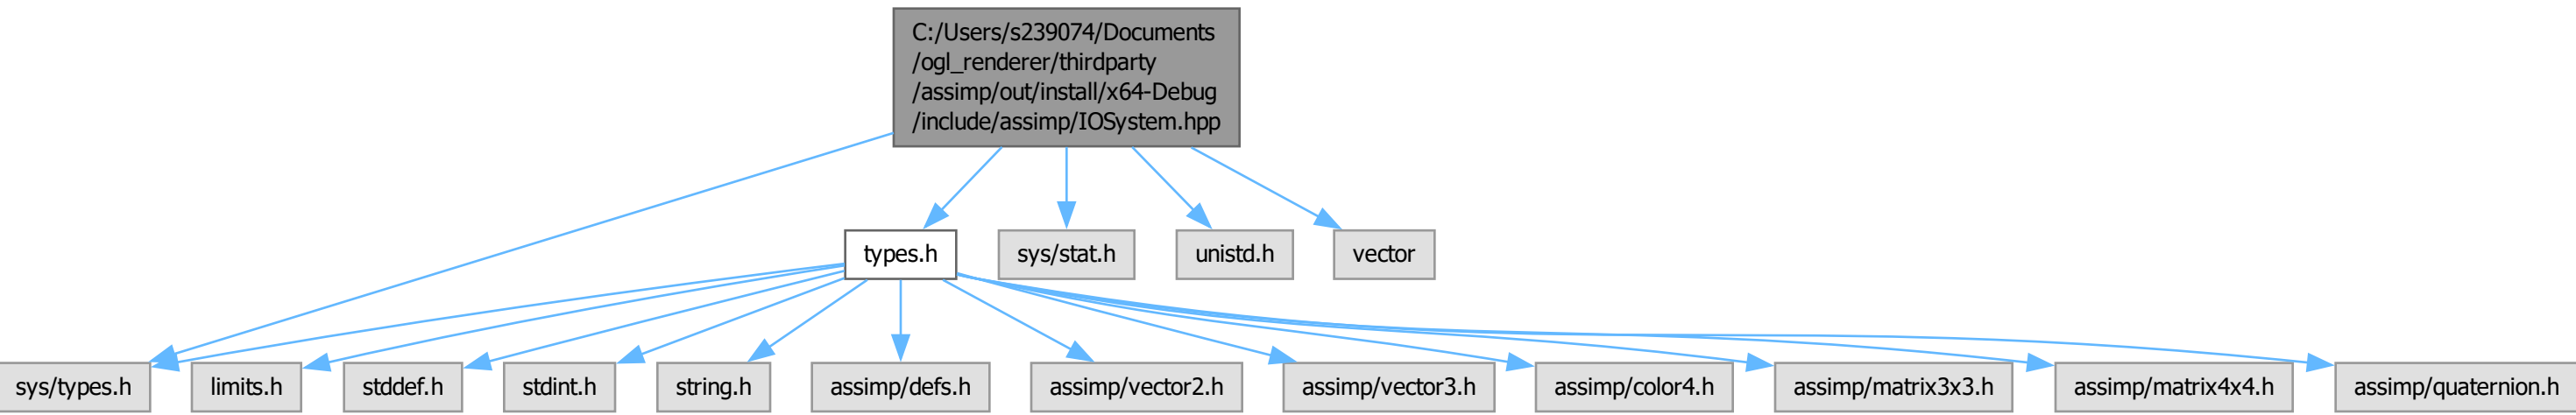 C:/Users/s239074/Documents
/ogl_renderer/thirdparty
/assimp/out/install/x64-Debug
/include/assimp/IOSystem.hpp
types.h
sys/stat.h
unistd.h
vector
sys/types.h
limits.h
stddef.h
stdint.h
string.h
assimp/defs.h
assimp/vector2.h
assimp/vector3.h
assimp/color4.h
assimp/matrix3x3.h
assimp/matrix4x4.h
assimp/quaternion.h